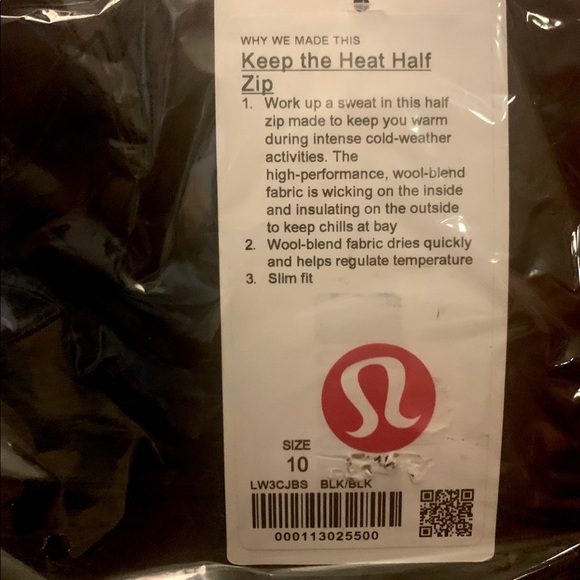 WHY WE MADE THIS
Keep the Heat Half
Zip
1. Work up a sweat in this half
zip made to keep you warm
during intense cold-weather
activities. The
high-performance, wool-blend
fabric is wicking on the inside
and insulating on the outside
to keep chills at bay
2. Wool-blend fabric dries quickly
and helps regulate temperature
3. Slim fit
SIZE
10
LW3CJBS BLK/BLK
000113025500